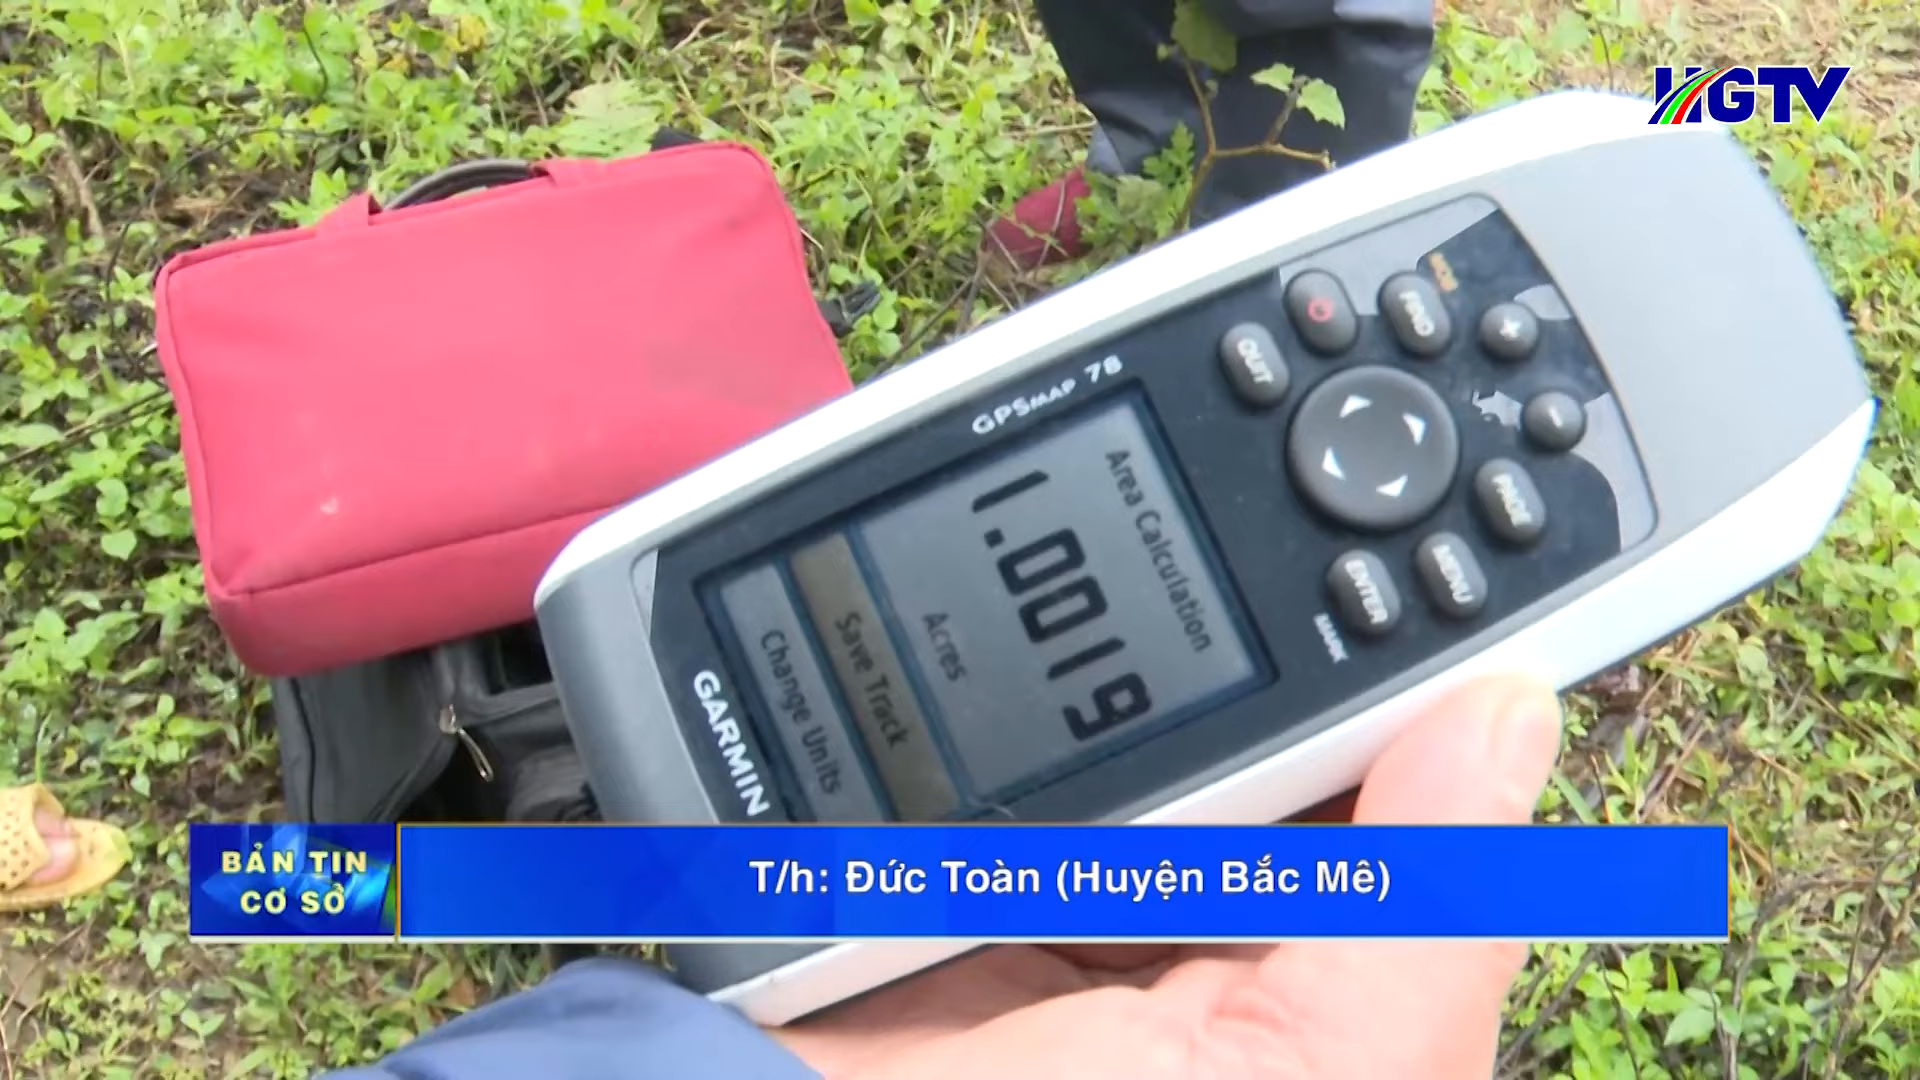 HGTV
MOB
FIND
QUIT
PAGE
MENU
ENTER
MARK
GPSMAP 78
Area Calculation
1.0019
Acres
Save Track
Change Units
GARMIN
BẢN TIN
CƠ SỞ
T/h: Đức Toàn (Huyện Bắc Mê)